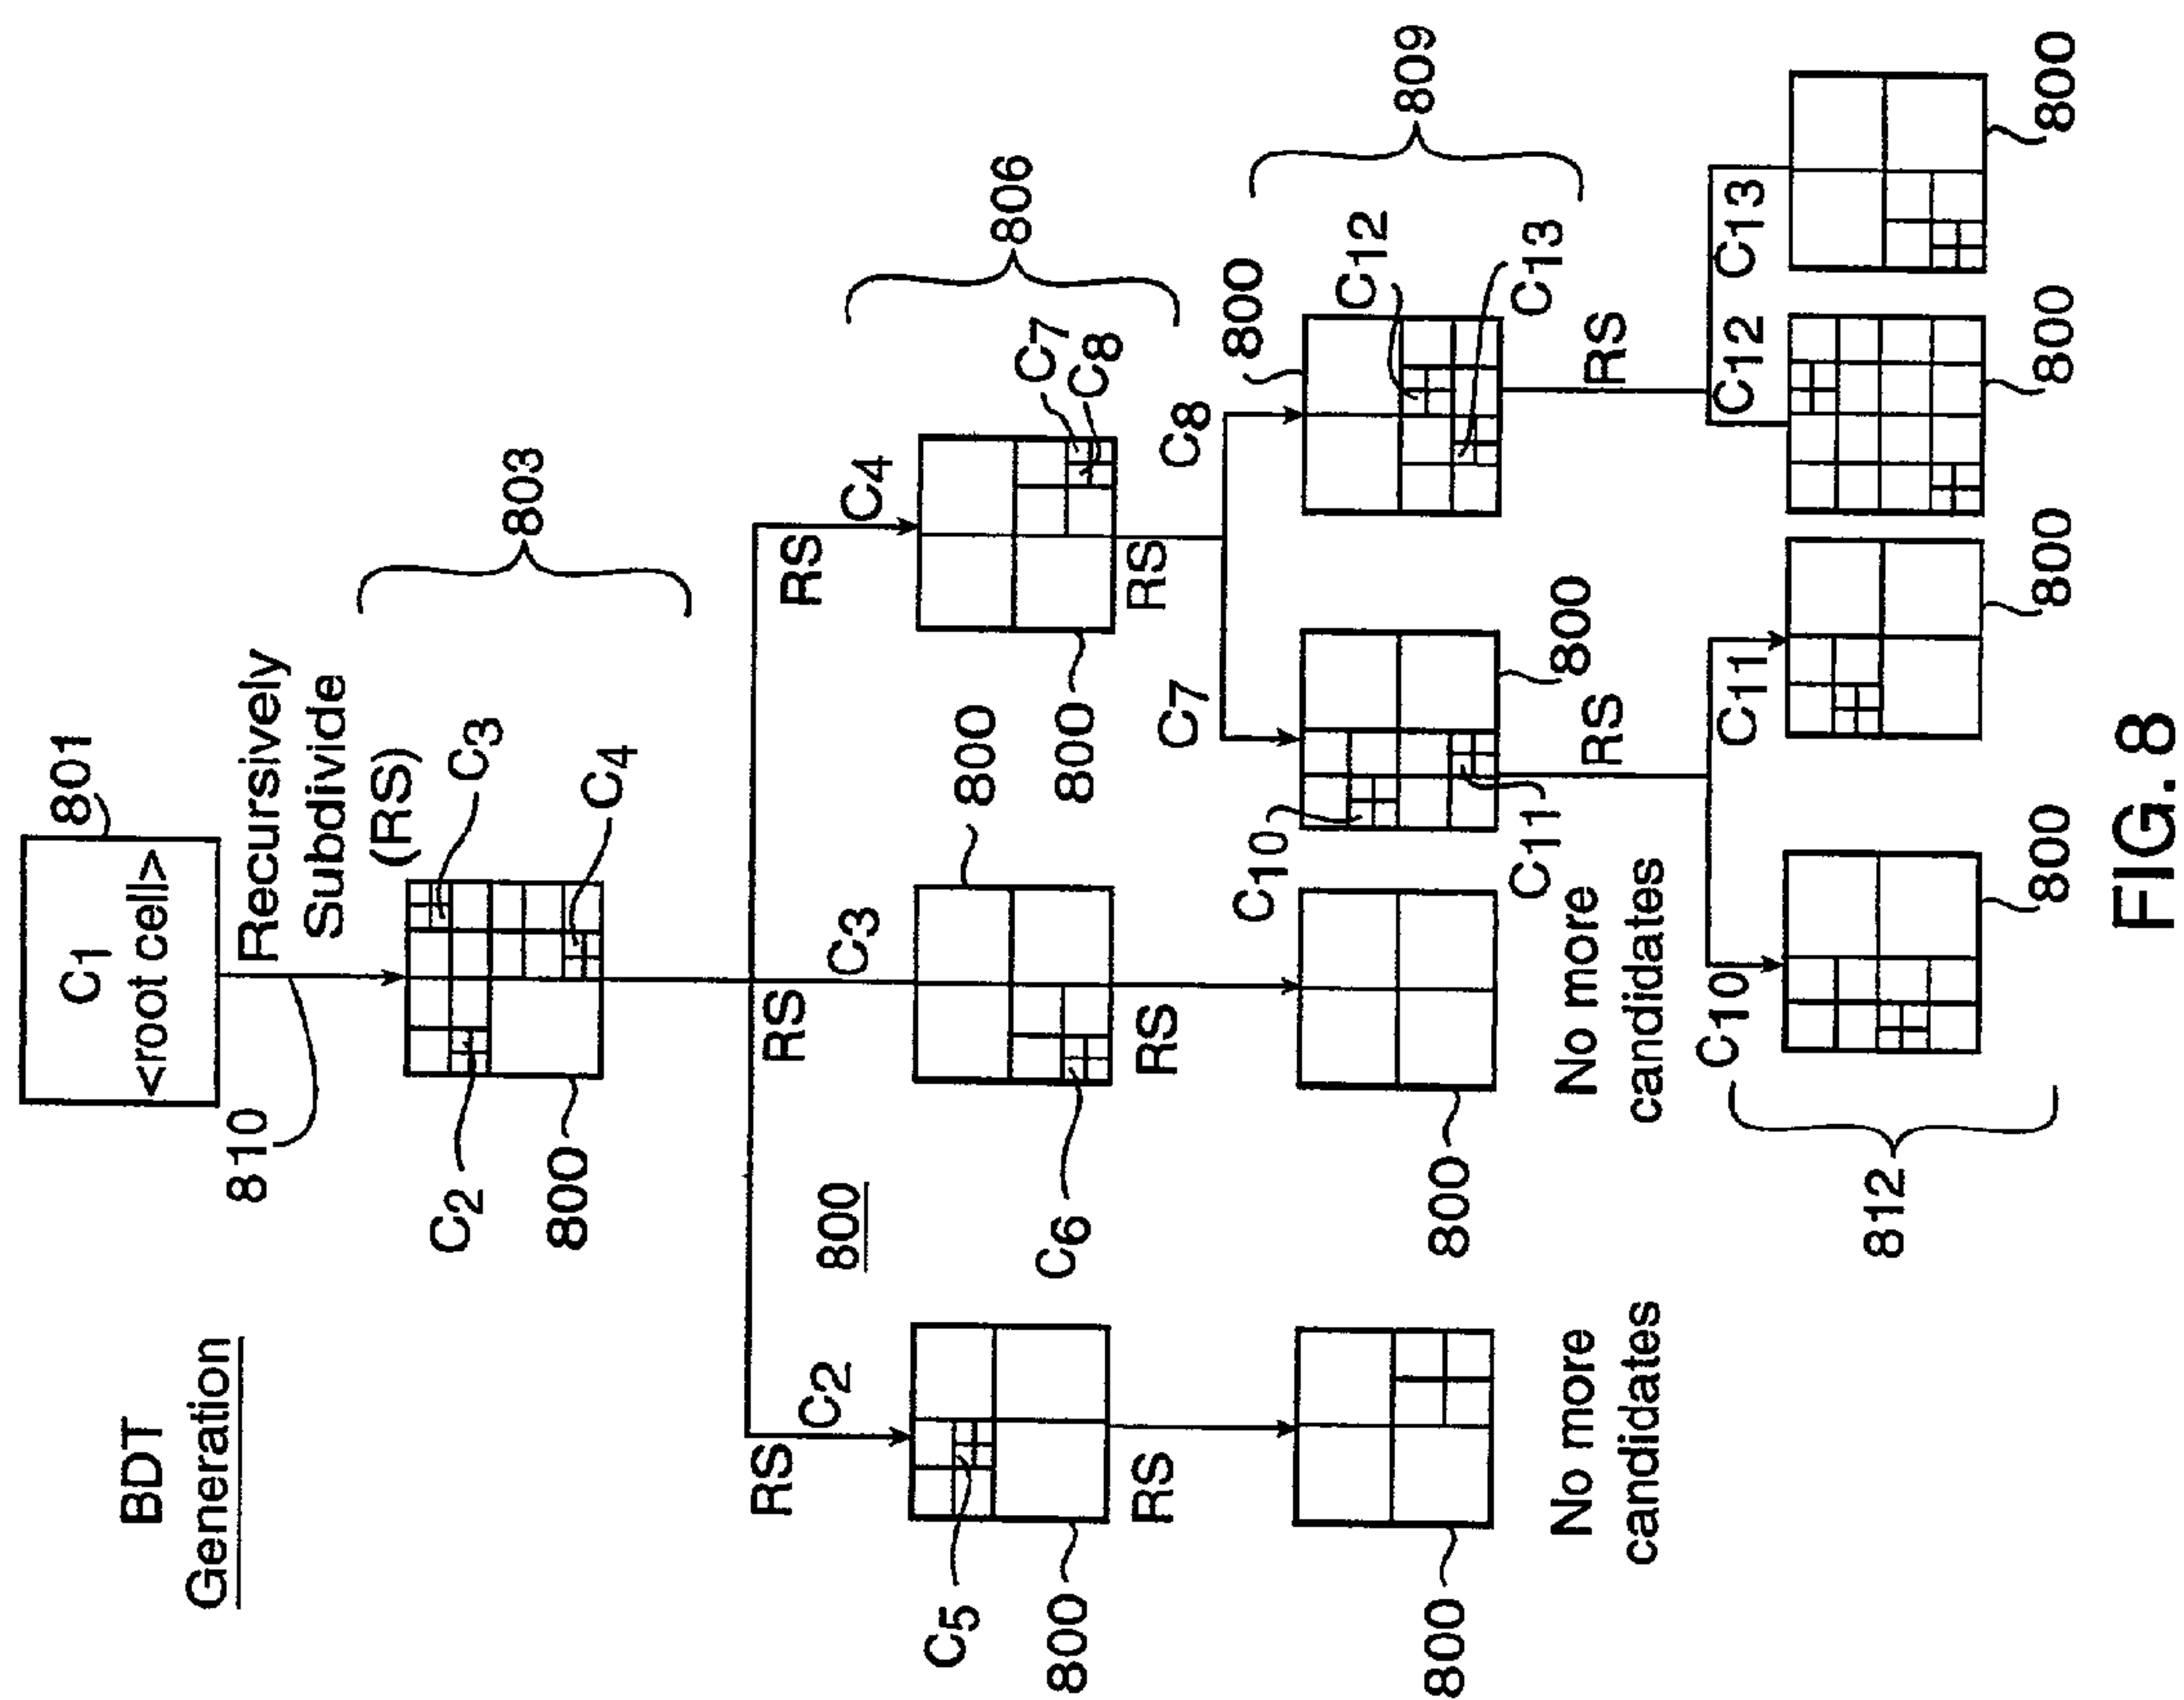 BDT
Generation
C1
<root cell>
801
810
Recursively
Subdivide
(RS)
C2
C3
C4
800
803
RS
RS
RS
C2
C3
C4
800
806
C5
800
C6
800
C7
C8
800
RS
RS
RS
C7
C8
809
800
No more
candidates
800
No more
candidates
C10
C11
800
C12
C13
800
RS
RS
C10
C11
C12
C13
812
800
800
800
800
FIG. 8